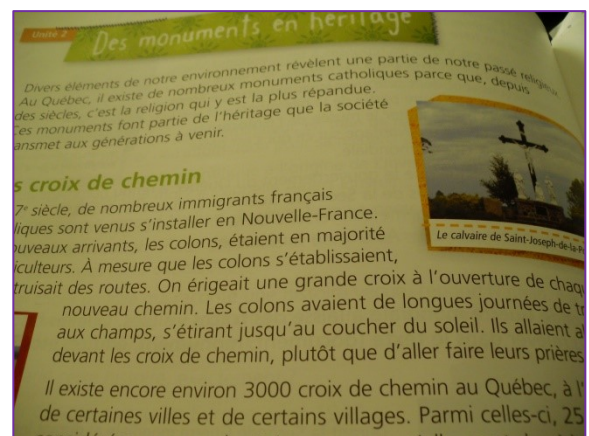 Unité 2
Des monuments en héritage
Divers éléments de notre environnement révèlent une partie de notre passé religieux
Au Québec, il existe de nombreux monuments catholiques parce que, depuis
des siècles, c'est la religion qui y est la plus répandue.
Ces monuments font partie de l'héritage que la société
ansmet aux générations à venir.
s croix de chemin
7e siècle, de nombreux immigrants français
liques sont venus s'installer en Nouvelle-France.
uveaux arrivants, les colons, étaient en majorité
iculteurs. À mesure que les colons s'établissaient,
truisait des routes. On érigeait une grande croix à l'ouverture de chaq
nouveau chemin. Les colons avaient de longues journées de tr
aux champs, s'étirant jusqu'au coucher du soleil. Ils allaient al
devant les croix de chemin, plutôt que d'aller faire leurs prières
Le calvaire de Saint-Joseph-de-la-P
Il existe encore environ 3000 croix de chemin au Québec, à l'
de certaines villes et de certains villages. Parmi celles-ci, 25